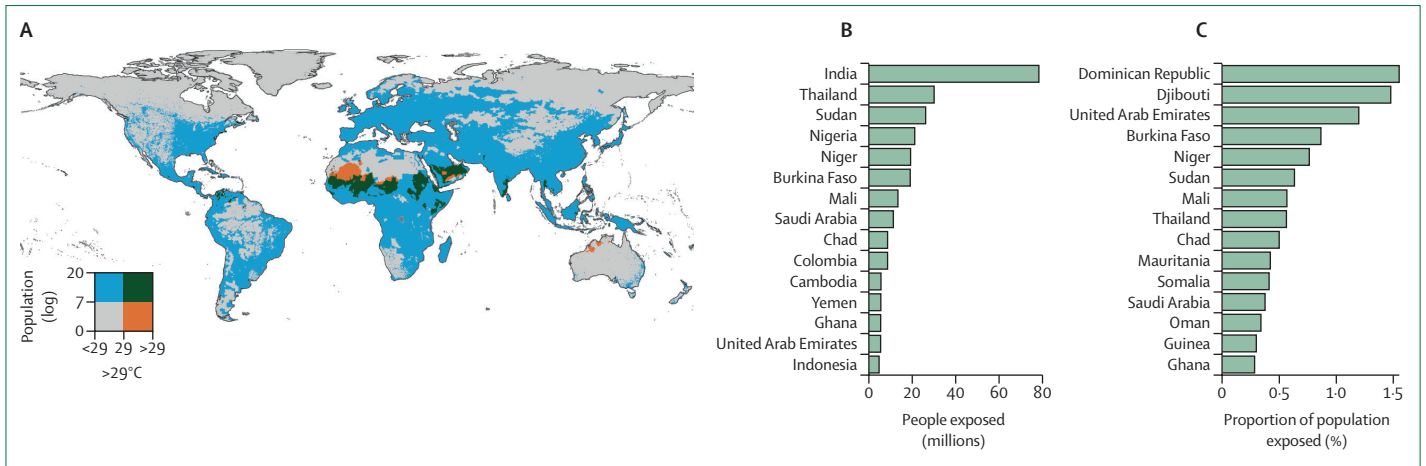 A
Population
(log)
20
7
0
<29 29 >29
>29°C
B
India
Thailand
Sudan
Nigeria
Niger
Burkina Faso
Mali
Saudi Arabia
Chad
Colombia
Cambodia
Yemen
Ghana
United Arab Emirates
Indonesia
0 20 40 60 80
People exposed
(millions)
C
Dominican Republic
Djibouti
United Arab Emirates
Burkina Faso
Niger
Sudan
Mali
Thailand
Chad
Mauritania
Somalia
Saudi Arabia
Oman
Guinea
Ghana
0 0·5 1·0 1·5
Proportion of population
exposed (%)